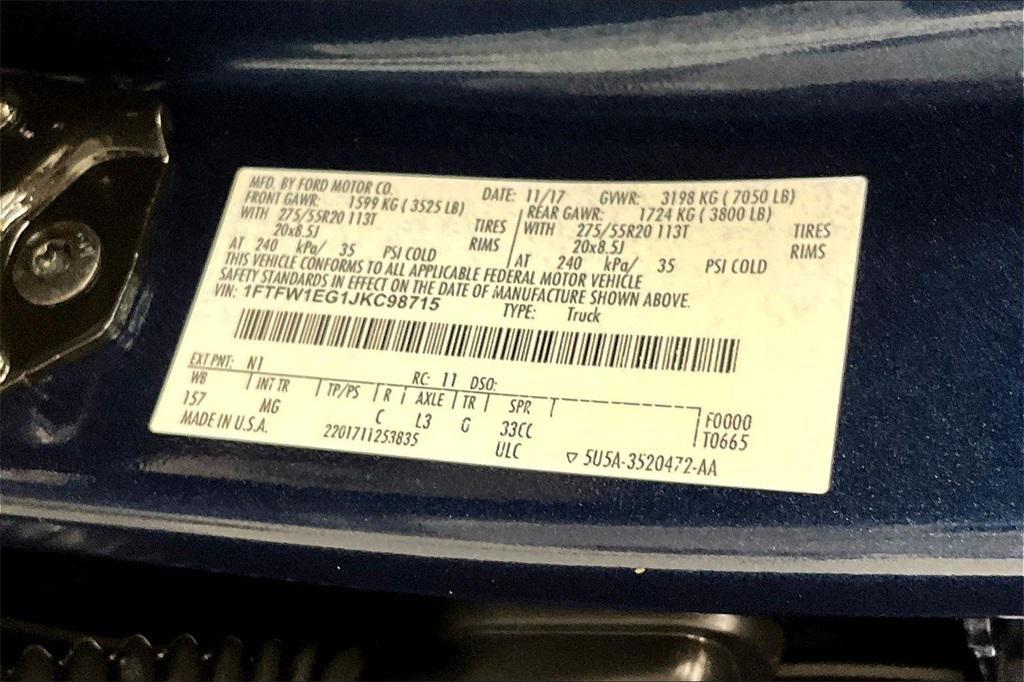 MFD. BY FORD MOTOR CO. DATE: 11/17 GVWR: 3198 KG ( 7050 LB)
FRONT GAWR: 1599 KG ( 3525 LB) REAR GAWR: 1724 KG ( 3800 LB)
WITH 275/55R20 113T TIRES WITH 275/55R20 113T TIRES
20x8.5J RIMS 20x8.5J RIMS
AT 240 kPa/ 35 PSI COLD AT 240 kPa/ 35 PSI COLD
THIS VEHICLE CONFORMS TO ALL APPLICABLE FEDERAL MOTOR VEHICLE
SAFETY STANDARDS IN EFFECT ON THE DATE OF MANUFACTURE SHOWN ABOVE.
VIN: 1FTFW1EG1JKC98715 TYPE: Truck
EXT PNT: N1 RC: 11 DSO:
WB INT TR TP/PS R AXLE TR SPR F0000
157 MG C L3 G 33CC T0665
MADE IN U.S.A. 2201711253835 ULC ▽ 5U5A-3520472-AA